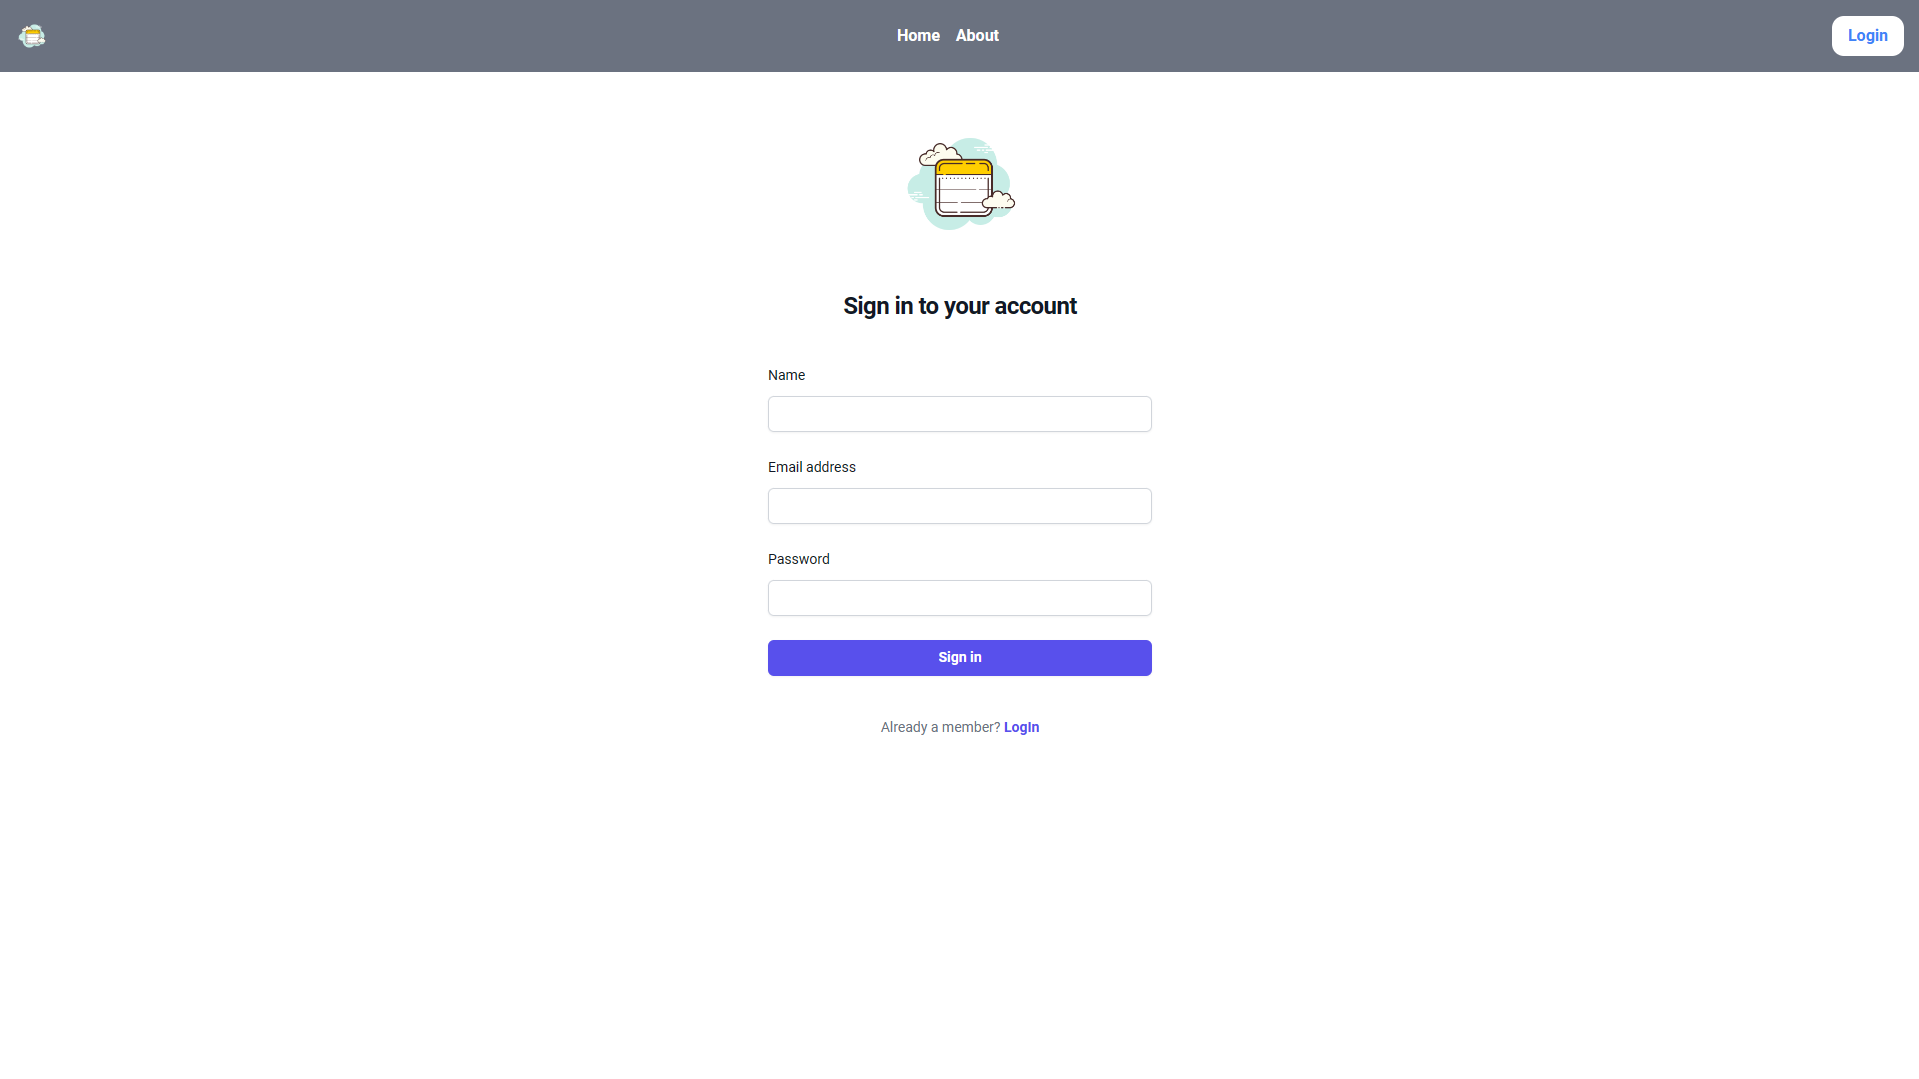 Home About
Login
Sign in to your account
Name
Email address
Password
Sign in
Already a member? Login